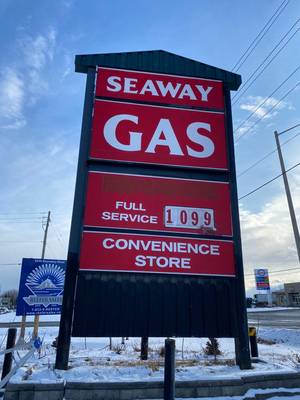 SEAWAY
GAS
FULL
SERVICE 1099
CONVENIENCE
STORE